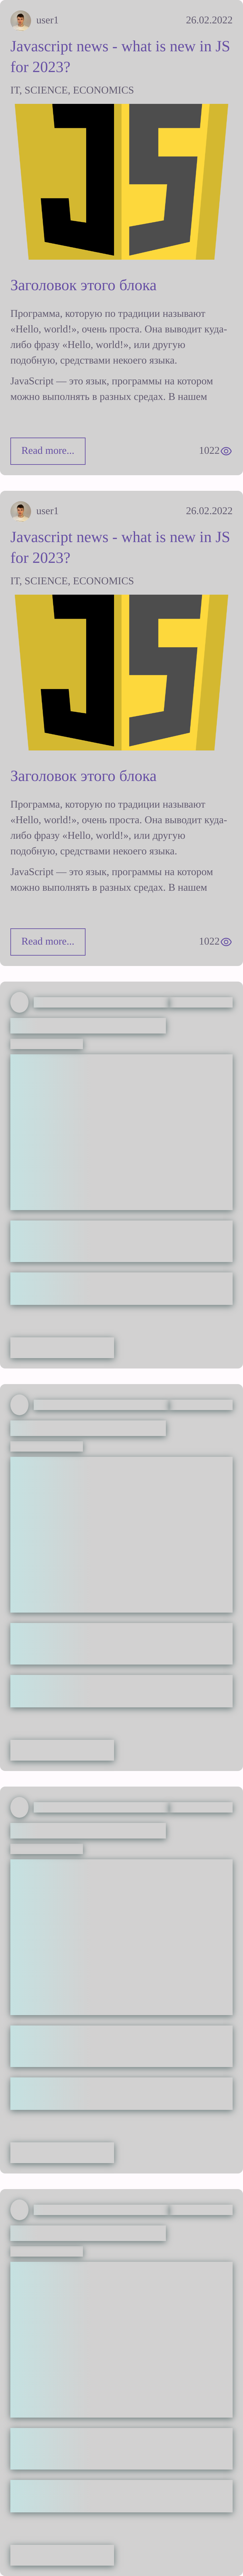 user1
26.02.2022
Javascript news - what is new in JS
for 2023?
IT, SCIENCE, ECONOMICS
JS
Заголовок этого блока
Программа, которую по традиции называют
«Hello, world!», очень проста. Она выводит куда-
либо фразу «Hello, world!», или другую
подобную, средствами некоего языка.
JavaScript — это язык, программы на котором
можно выполнять в разных средах. В нашем
Read more...
1022
user1
26.02.2022
Javascript news - what is new in JS
for 2023?
IT, SCIENCE, ECONOMICS
JS
Заголовок этого блока
Программа, которую по традиции называют
«Hello, world!», очень проста. Она выводит куда-
либо фразу «Hello, world!», или другую
подобную, средствами некоего языка.
JavaScript — это язык, программы на котором
можно выполнять в разных средах. В нашем
Read more...
1022